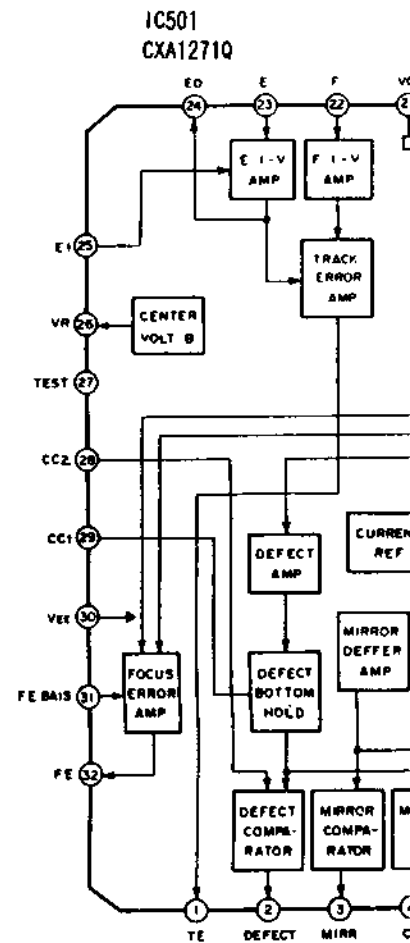 IC501
CXA1271Q
EO
E
F
24
23
22
E I-V
AMP
F I-V
AMP
EI
25
TRACK
ERROR
AMP
VR
26
CENTER
VOLT B
TEST
27
CC2
28
CC1
29
DEFECT
AMP
REF
VEE
30
MIRROR
DEFFER
AMP
FE BAIS
31
FOCUS
ERROR
AMP
DEFECT
BOTTOM
HOLD
FE
32
DEFECT
COMPA-
RATOR
MIRROR
COMPA-
RATOR
1
2
3
TE
DEFECT
MIRR